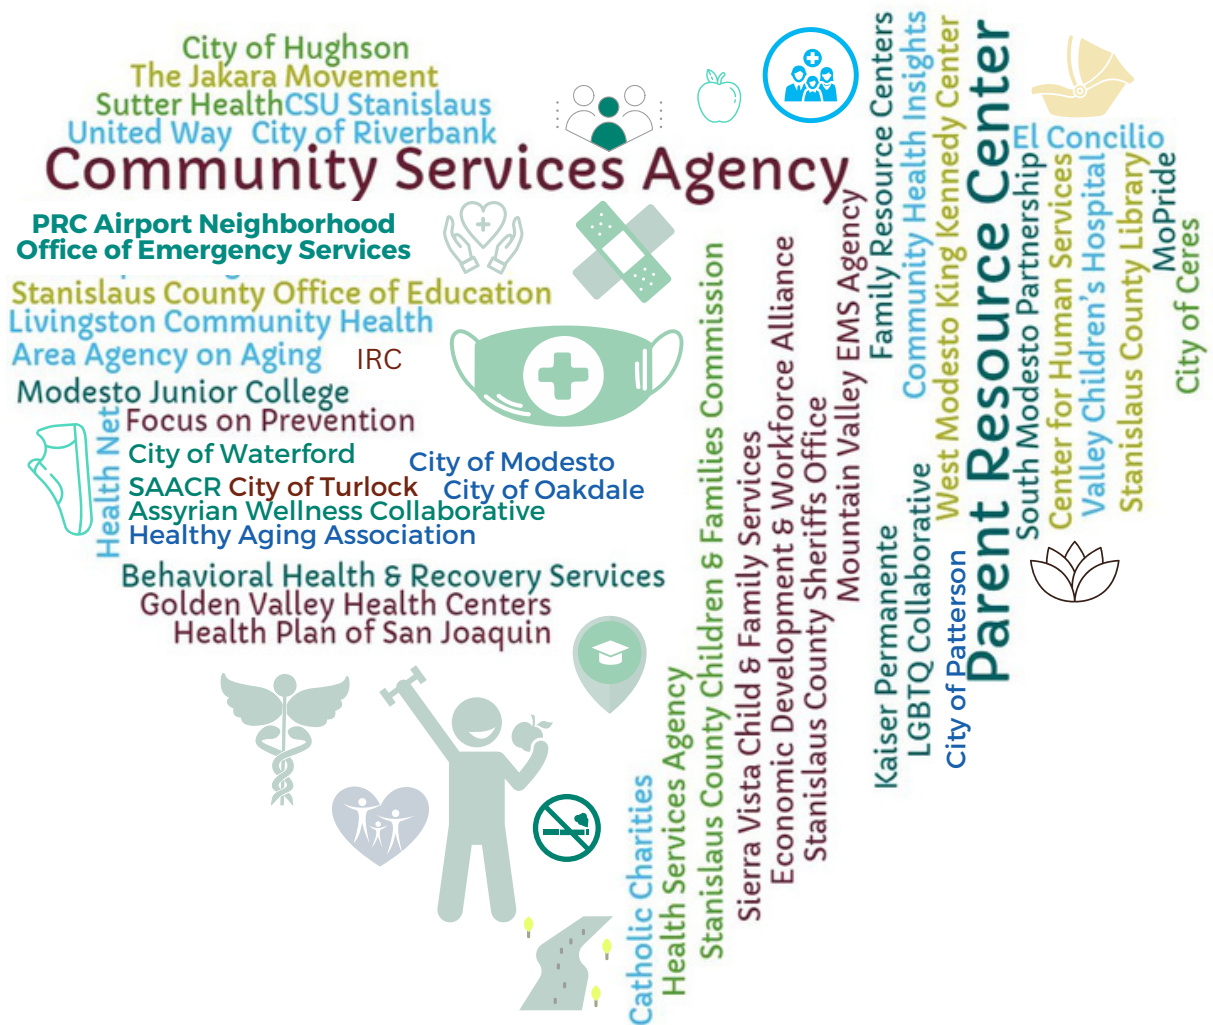 City of Hughson
The Jakara Movement
Sutter Health CSU Stanislaus
United Way City of Riverbank
Community Services Agency
PRC Airport Neighborhood
Office of Emergency Services
Stanislaus County Office of Education
Livingston Community Health
Area Agency on Aging IRC
Modesto Junior College
Health Net
Focus on Prevention
City of Waterford
City of Modesto
SAACR City of Turlock
City of Oakdale
Assyrian Wellness Collaborative
Healthy Aging Association
Behavioral Health & Recovery Services
Golden Valley Health Centers
Health Plan of San Joaquin
Catholic Charities
Health Services Agency
Stanislaus County Children & Families Commission
Sierra Vista Child & Family Services
Economic Development & Workforce Alliance
Stanislaus County Sheriffs Office
Mountain Valley EMS Agency
Family Resource Centers
Kaiser Permanente
Community Health Insights
LGBTQ Collaborative
West Modesto King Kennedy Center
City of Patterson
Parent Resource Center
El Concilio
South Modesto Partnership
Center for Human Services
Valley Children's Hospital
Stanislaus County Library
MoPride
City of Ceres